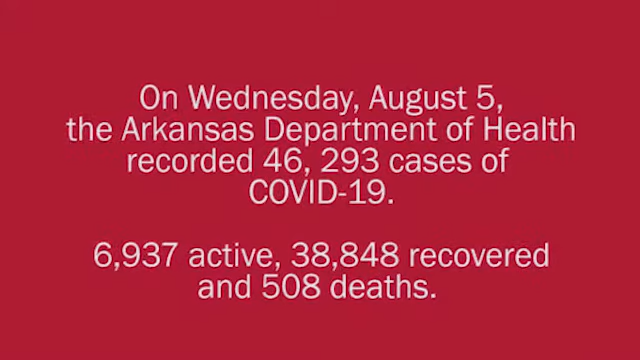 On Wednesday, August 5,
the Arkansas Department of Health
recorded 46, 293 cases of
COVID-19.
6,937 active, 38,848 recovered
and 508 deaths.